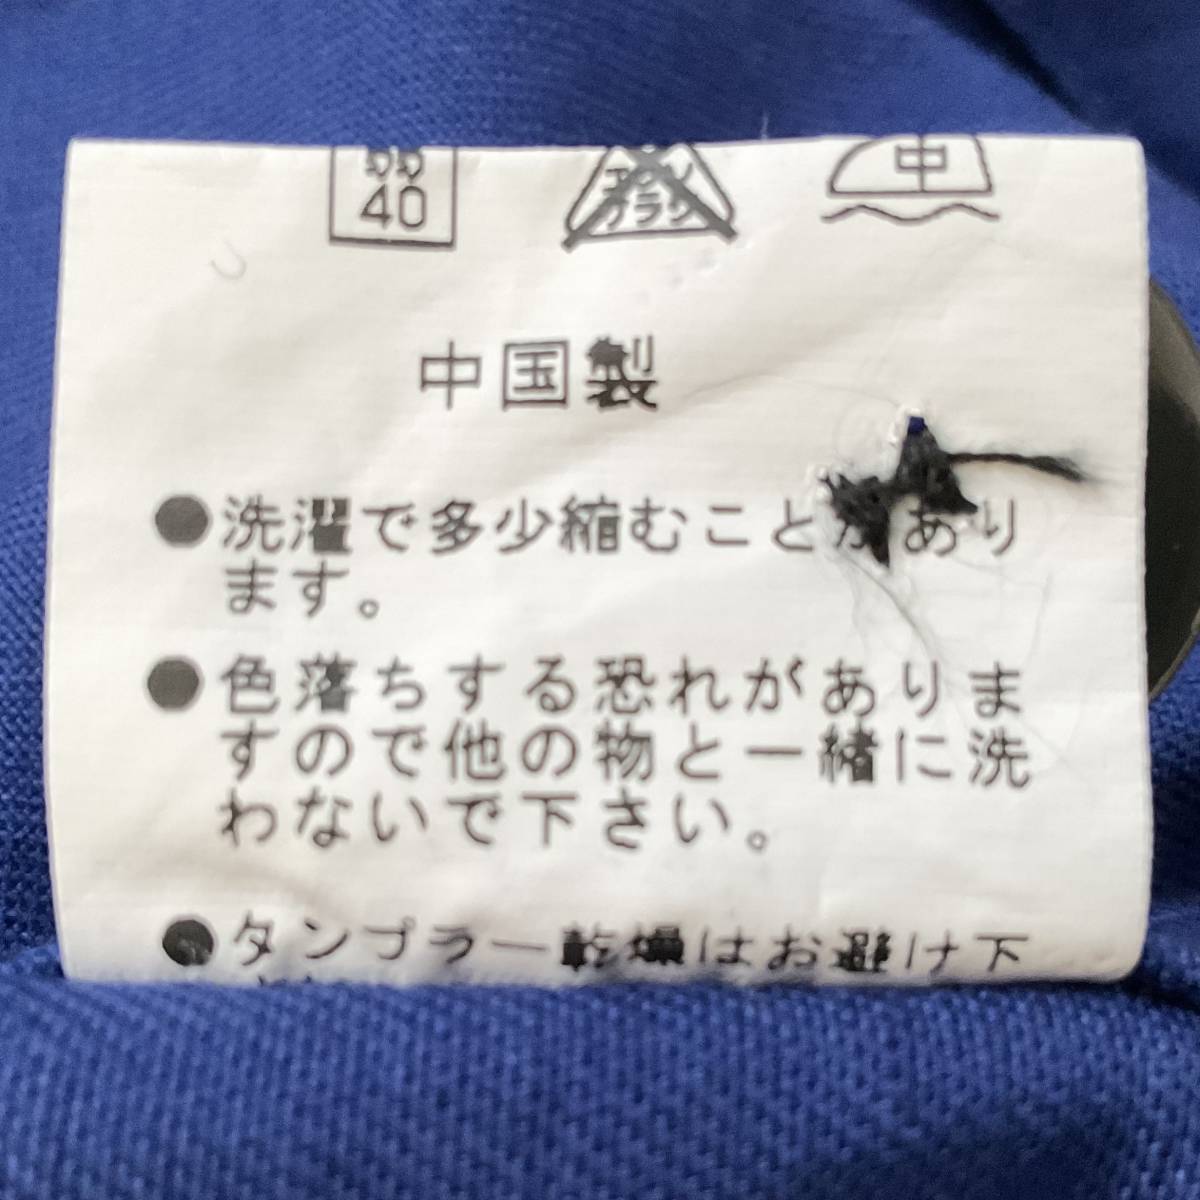 40
中
中国製
●洗濯で多少縮むことがあり
ます。
●色落ちする恐れがありま
すので他の物と一緒に洗
わないで下さい。
●タンブラー乾燥はお避け下